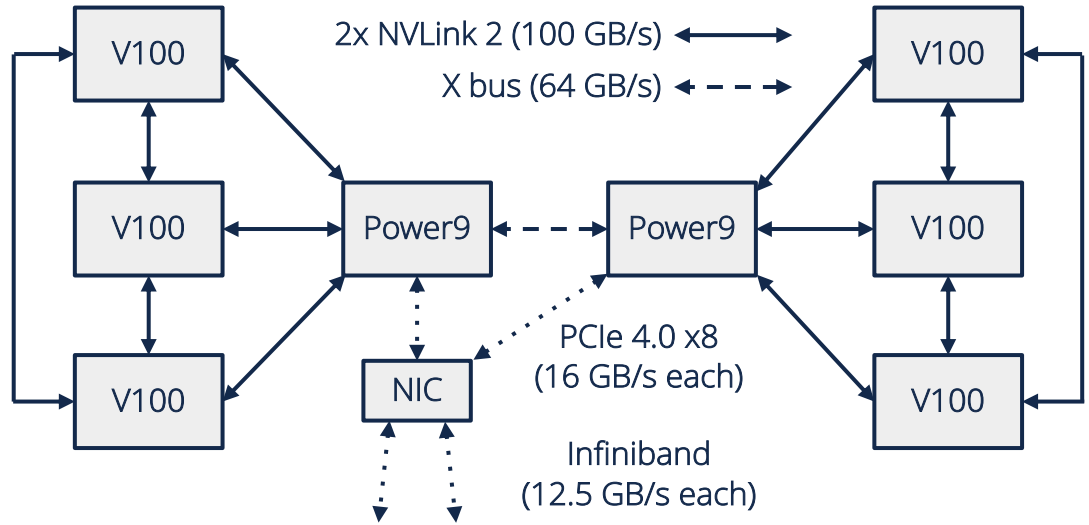 V100
2x NVLink 2 (100 GB/s)
V100
X bus (64 GB/s)
V100
Power9
Power9
V100
PCIe 4.0 x8
(16 GB/s each)
V100
NIC
V100
Infiniband
(12.5 GB/s each)